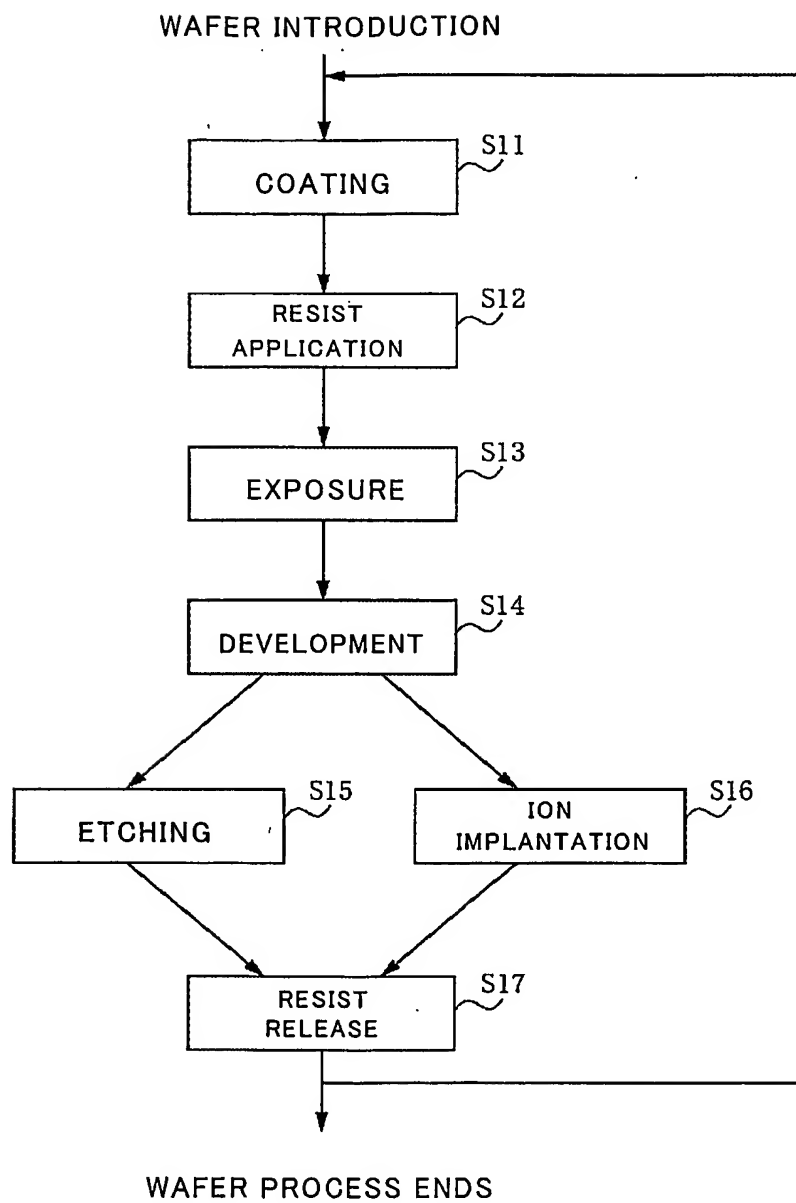 WAFER INTRODUCTION
S11
COATING
S12
RESIST
APPLICATION
S13
EXPOSURE
S14
DEVELOPMENT
S15
ETCHING
S16
ION
IMPLANTATION
S17
RESIST
RELEASE
WAFER PROCESS ENDS